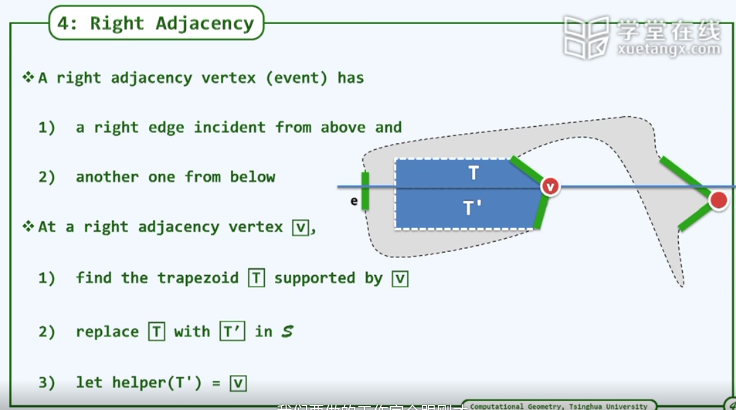 4: Right Adjacency
学堂在线
xuetangx.com
❖A right adjacency vertex (event) has
1) a right edge incident from above and
2) another one from below
❖At a right adjacency vertex v,
1) find the trapezoid T supported by v
2) replace T with T' in S
3) let helper(T') = v
T
T'
v
e
Computational Geometry, Tsinghua University